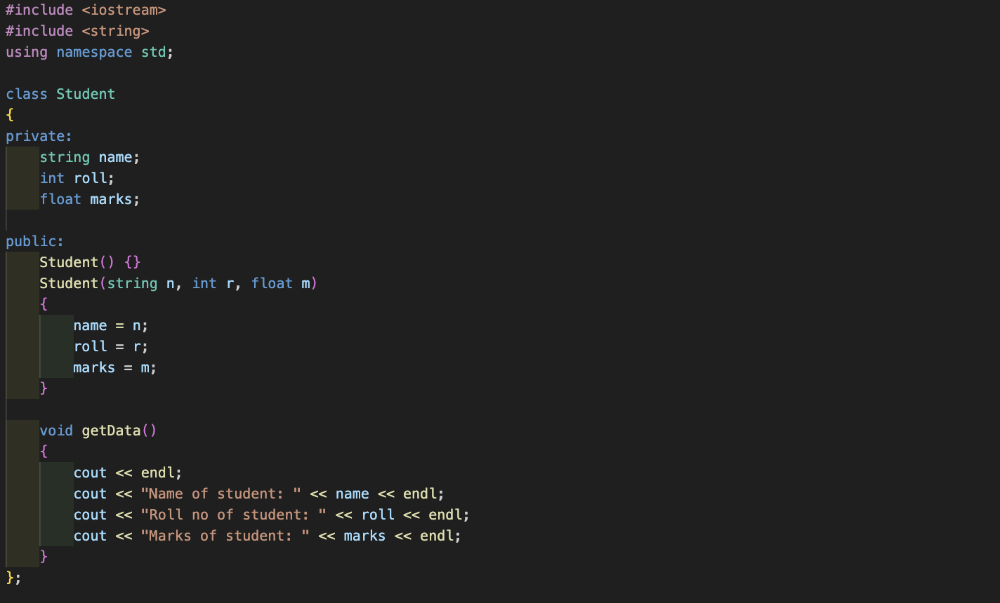 #include <iostream>
#include <string>
using namespace std;

class Student
{
private:
    string name;
    int roll;
    float marks;

public:
    Student() {}
    Student(string n, int r, float m)
    {
        name = n;
        roll = r;
        marks = m;
    }

    void getData()
    {
        cout << endl;
        cout << "Name of student: " << name << endl;
        cout << "Roll no of student: " << roll << endl;
        cout << "Marks of student: " << marks << endl;
    }
};